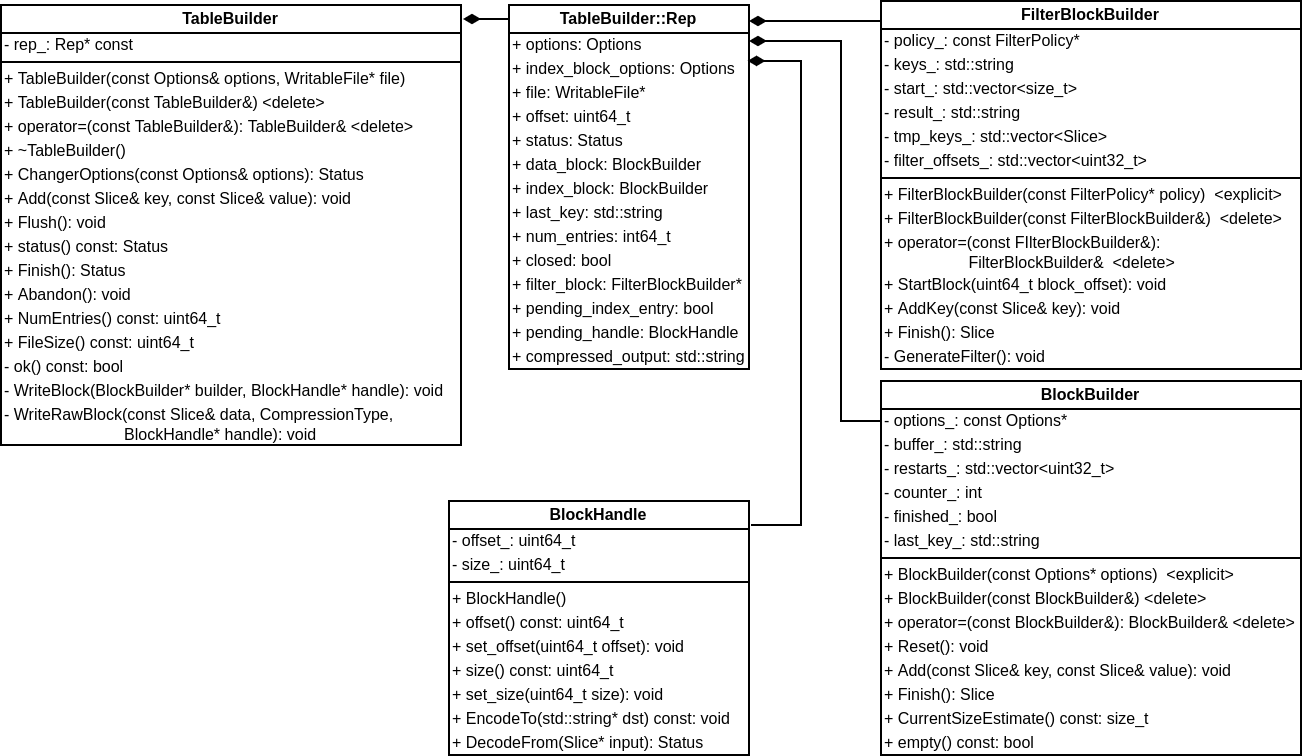 TableBuilder
- rep_: Rep* const
+ TableBuilder(const Options& options, WritableFile* file)
+ TableBuilder(const TableBuilder&) <delete>
+ operator=(const TableBuilder&): TableBuilder& <delete>
+ ~TableBuilder()
+ ChangerOptions(const Options& options): Status
+ Add(const Slice& key, const Slice& value): void
+ Flush(): void
+ status() const: Status
+ Finish(): Status
+ Abandon(): void
+ NumEntries() const: uint64_t
+ FileSize() const: uint64_t
- ok() const: bool
- WriteBlock(BlockBuilder* builder, BlockHandle* handle): void
- WriteRawBlock(const Slice& data, CompressionType,
BlockHandle* handle): void
TableBuilder::Rep
+ options: Options
+ index_block_options: Options
+ file: WritableFile*
+ offset: uint64_t
+ status: Status
+ data_block: BlockBuilder
+ index_block: BlockBuilder
+ last_key: std::string
+ num_entries: int64_t
+ closed: bool
+ filter_block: FilterBlockBuilder*
+ pending_index_entry: bool
+ pending_handle: BlockHandle
+ compressed_output: std::string
FilterBlockBuilder
- policy_: const FilterPolicy*
- keys_: std::string
- start_: std::vector<size_t>
- result_: std::string
- tmp_keys_: std::vector<Slice>
- filter_offsets_: std::vector<uint32_t>
+ FilterBlockBuilder(const FilterPolicy* policy)  <explicit>
+ FilterBlockBuilder(const FilterBlockBuilder&)  <delete>
+ operator=(const FIlterBlockBuilder&):
FilterBlockBuilder&  <delete>
+ StartBlock(uint64_t block_offset): void
+ AddKey(const Slice& key): void
+ Finish(): Slice
- GenerateFilter(): void
BlockHandle
- offset_: uint64_t
- size_: uint64_t
+ BlockHandle()
+ offset() const: uint64_t
+ set_offset(uint64_t offset): void
+ size() const: uint64_t
+ set_size(uint64_t size): void
+ EncodeTo(std::string* dst) const: void
+ DecodeFrom(Slice* input): Status
BlockBuilder
- options_: const Options*
- buffer_: std::string
- restarts_: std::vector<uint32_t>
- counter_: int
- finished_: bool
- last_key_: std::string
+ BlockBuilder(const Options* options)  <explicit>
+ BlockBuilder(const BlockBuilder&) <delete>
+ operator=(const BlockBuilder&): BlockBuilder& <delete>
+ Reset(): void
+ Add(const Slice& key, const Slice& value): void
+ Finish(): Slice
+ CurrentSizeEstimate() const: size_t
+ empty() const: bool